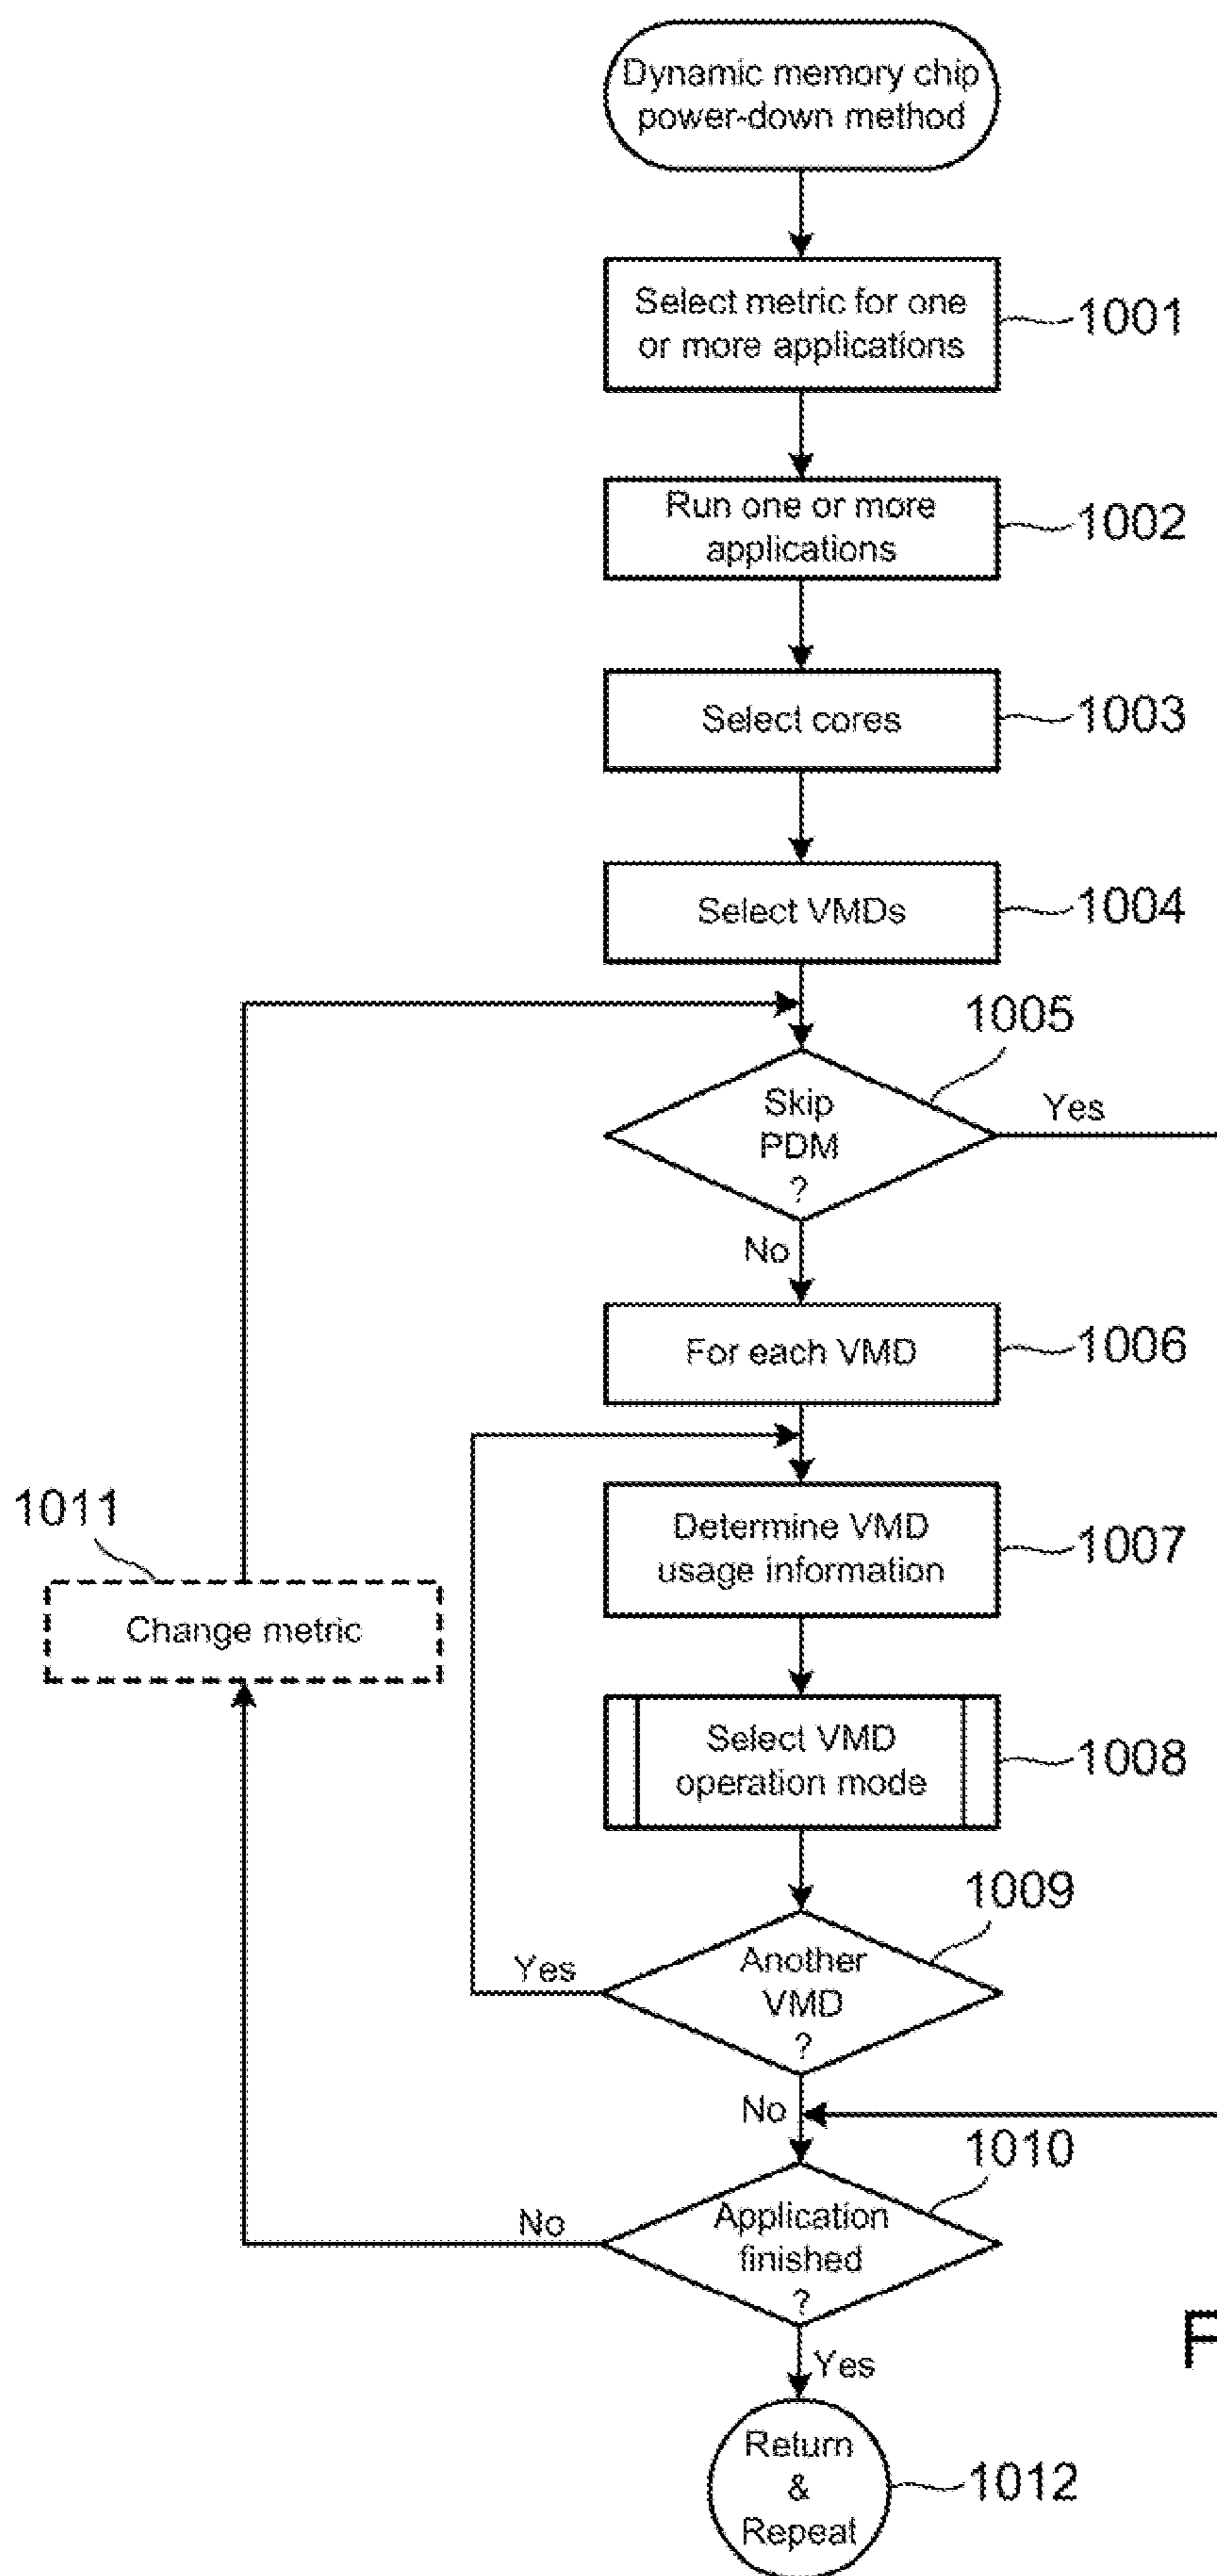 Dynamic memory chip
power-down method
Select metric for one
or more applications
1001
Run one or more
applications
1002
Select cores
1003
Select VMDs
1004
1005
Skip
PDM
?
Yes
No
For each VMD
1006
Determine VMD
usage information
1007
1011
Change metric
Select VMD
operation mode
1008
1009
Another
VMD
?
Yes
No
1010
Application
finished
?
No
Yes
F
Return
&
Repeat
1012